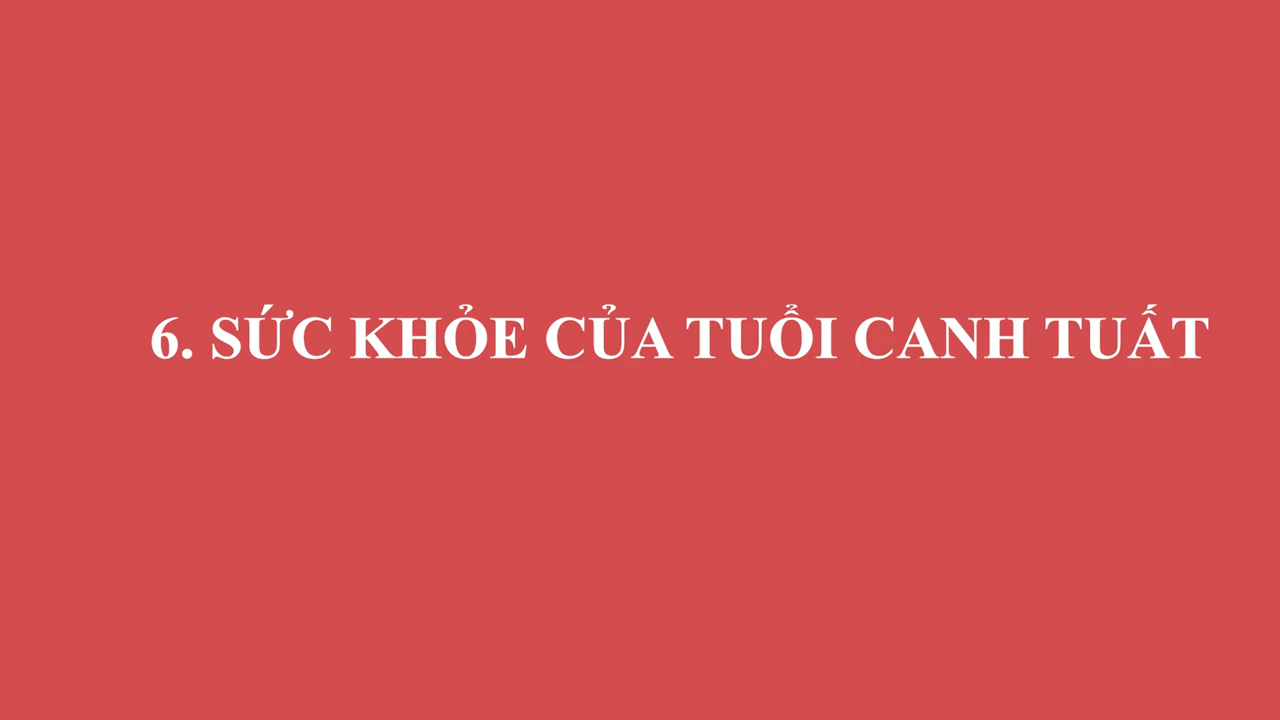 6. SỨC KHỎE CỦA TUỔI CANH TUẤT